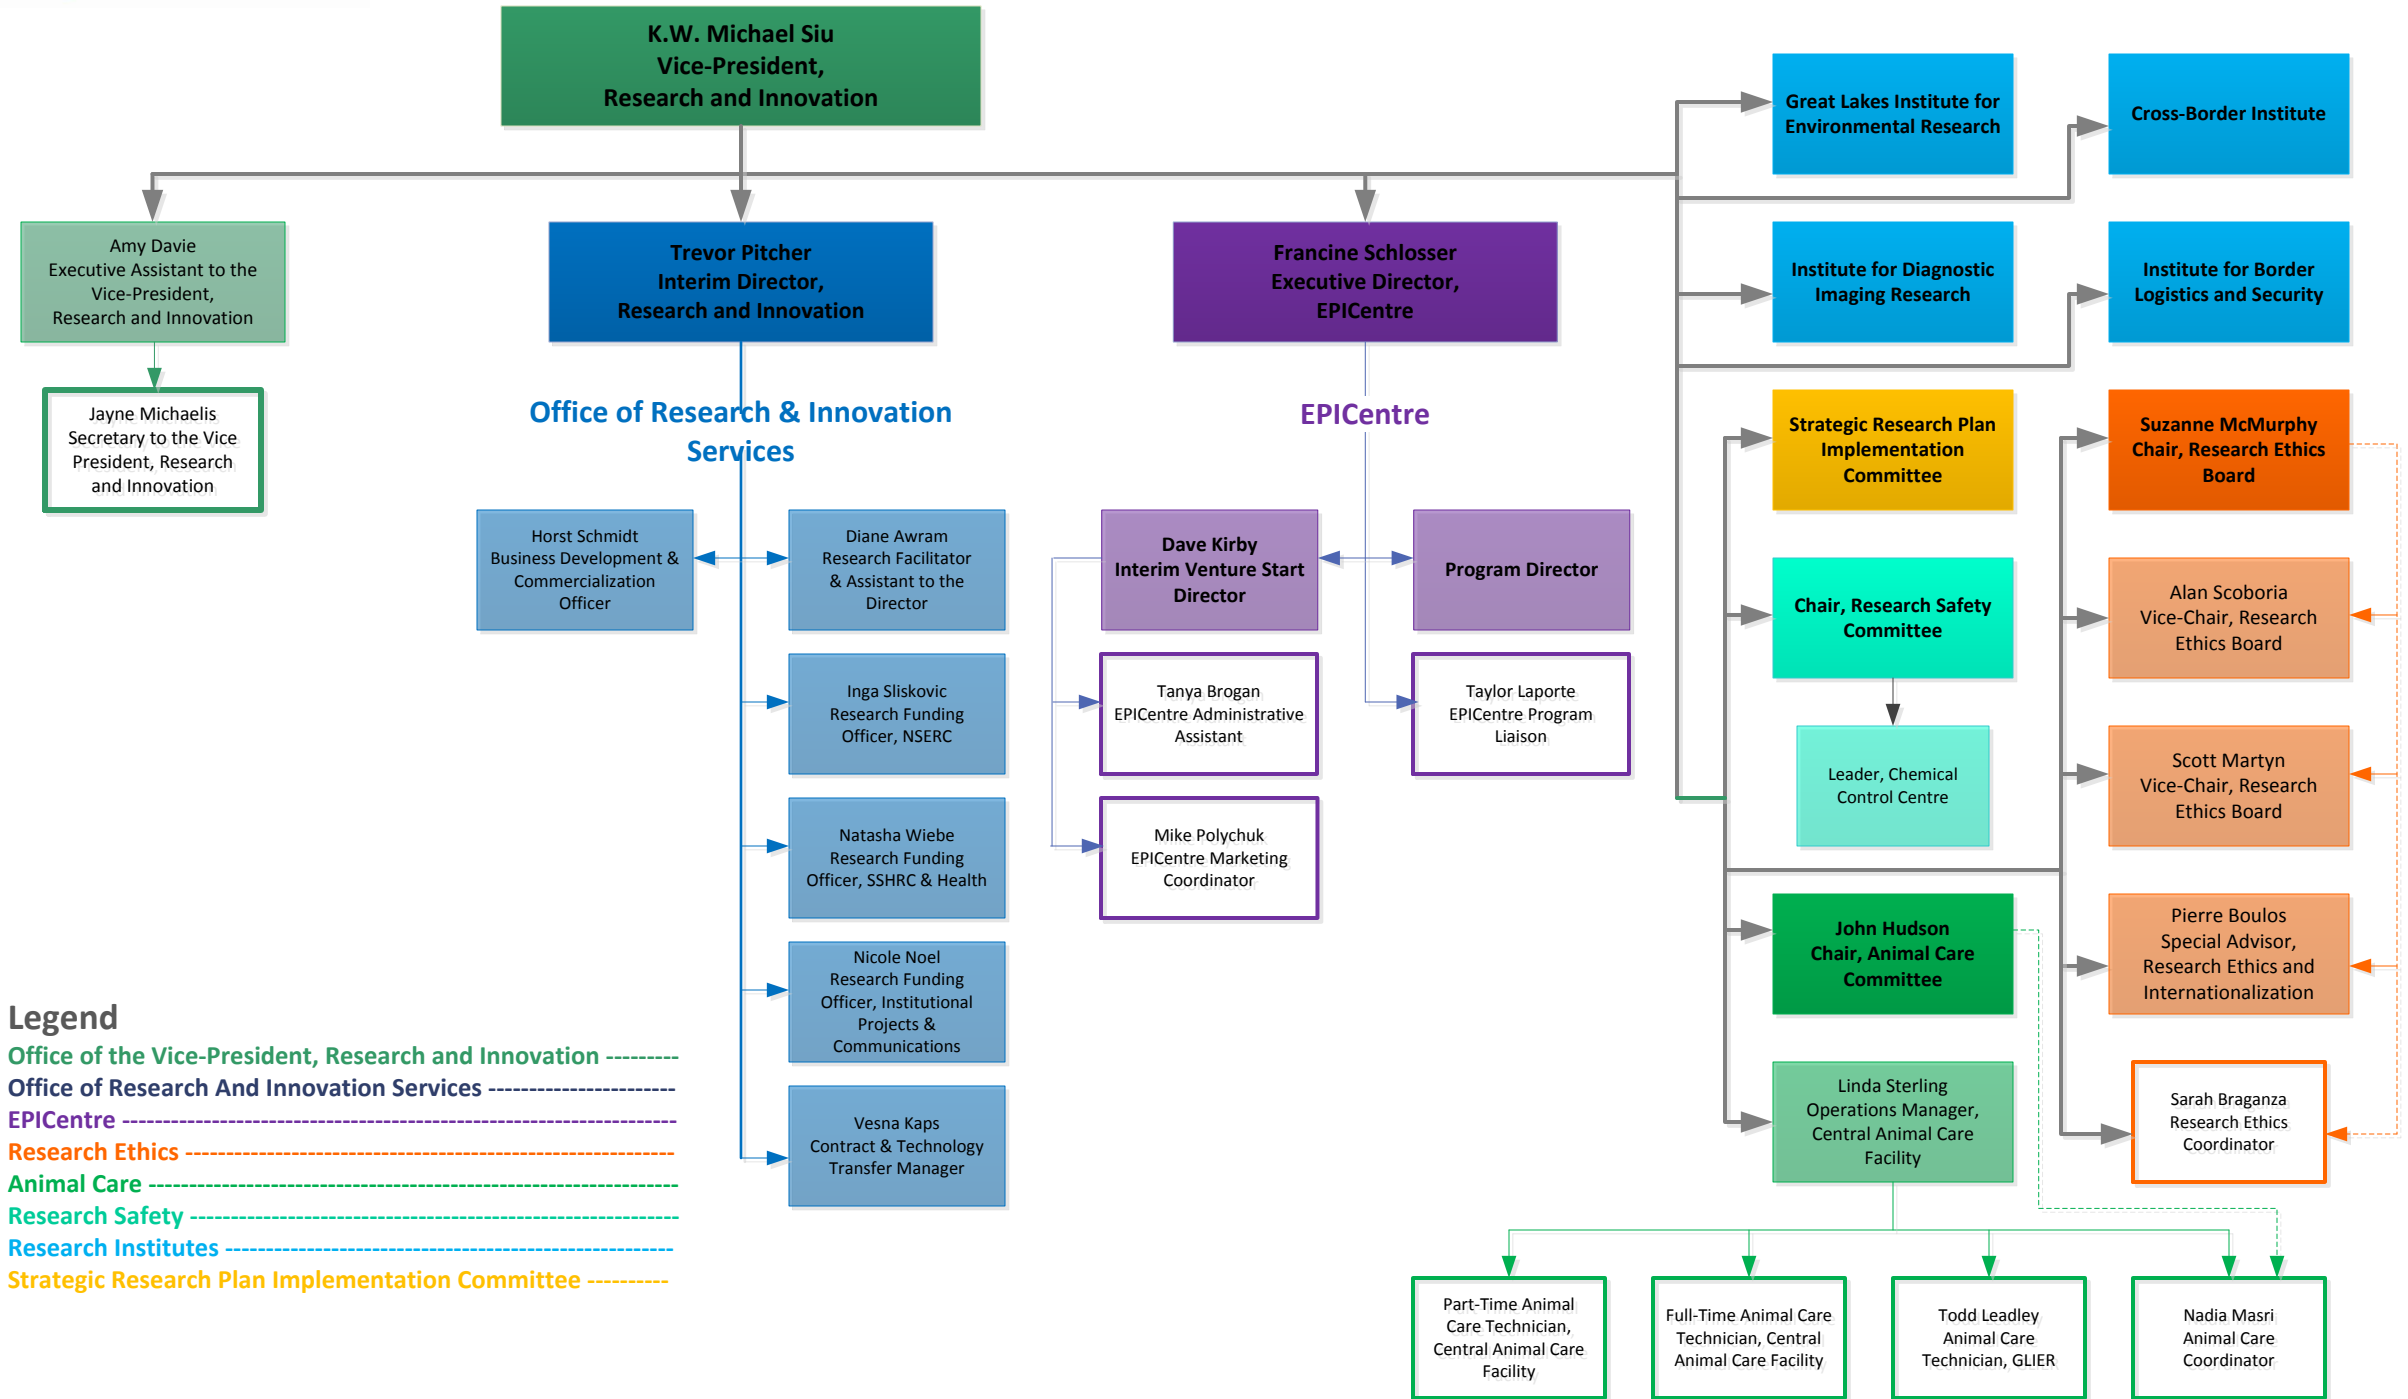 K.W. Michael Siu
Vice-President,
Research and Innovation
Amy Davie
Executive Assistant to the
Vice-President,
Research and Innovation
Jayne Michaelis
Secretary to the Vice
President, Research
and Innovation
Trevor Pitcher
Interim Director,
Research and Innovation
Office of Research & Innovation
Services
Horst Schmidt
Business Development &
Commercialization
Officer
Diane Awram
Research Facilitator
& Assistant to the
Director
Inga Sliskovic
Research Funding
Officer, NSERC
Natasha Wiebe
Research Funding
Officer, SSHRC & Health
Nicole Noel
Research Funding
Officer, Institutional
Projects &
Communications
Vesna Kaps
Contract & Technology
Transfer Manager
Francine Schlosser
Executive Director,
EPICentre
EPICentre
Dave Kirby
Interim Venture Start
Director
Program Director
Tanya Brogan
EPICentre Administrative
Assistant
Taylor Laporte
EPICentre Program
Liaison
Mike Polychuk
EPICentre Marketing
Coordinator
Great Lakes Institute for
Environmental Research
Cross-Border Institute
Institute for Diagnostic
Imaging Research
Institute for Border
Logistics and Security
Strategic Research Plan
Implementation
Committee
Suzanne McMurphy
Chair, Research Ethics
Board
Chair, Research Safety
Committee
Alan Scoboria
Vice-Chair, Research
Ethics Board
Leader, Chemical
Control Centre
Scott Martyn
Vice-Chair, Research
Ethics Board
John Hudson
Chair, Animal Care
Committee
Pierre Boulos
Special Advisor,
Research Ethics and
Internationalization
Linda Sterling
Operations Manager,
Central Animal Care
Facility
Sarah Braganza
Research Ethics
Coordinator
Part-Time Animal
Care Technician,
Central Animal Care
Facility
Full-Time Animal Care
Technician, Central
Animal Care Facility
Todd Leadley
Animal Care
Technician, GLIER
Nadia Masri
Animal Care
Coordinator
Legend
Office of the Vice-President, Research and Innovation ---------
Office of Research And Innovation Services -----------------------
EPICentre --------------------------------------------------------------------
Research Ethics ------------------------------------------------------------
Animal Care -----------------------------------------------------------------
Research Safety ------------------------------------------------------------
Research Institutes -------------------------------------------------------
Strategic Research Plan Implementation Committee ----------